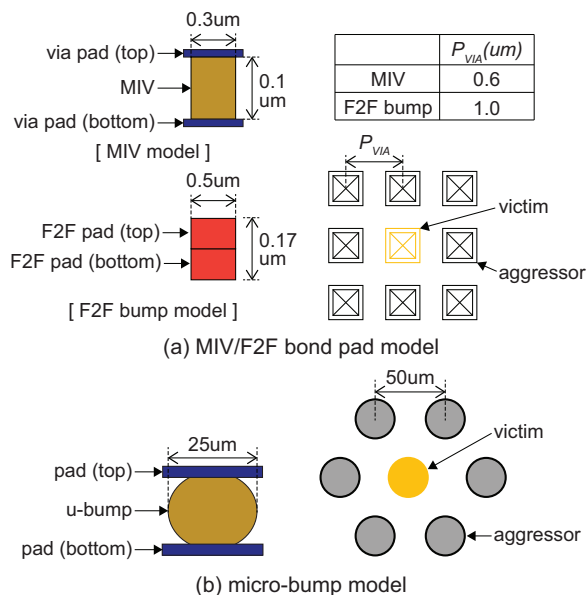 0.3um
via pad (top)
MIV
0.1
um
via pad (bottom)
[ MIV model ]
P_VIA(um)
MIV 0.6
F2F bump 1.0
0.5um
F2F pad (top)
F2F pad (bottom)
0.17
um
[ F2F bump model ]
P_VIA
victim
aggressor
(a) MIV/F2F bond pad model
25um
pad (top)
u-bump
pad (bottom)
50um
victim
aggressor
(b) micro-bump model